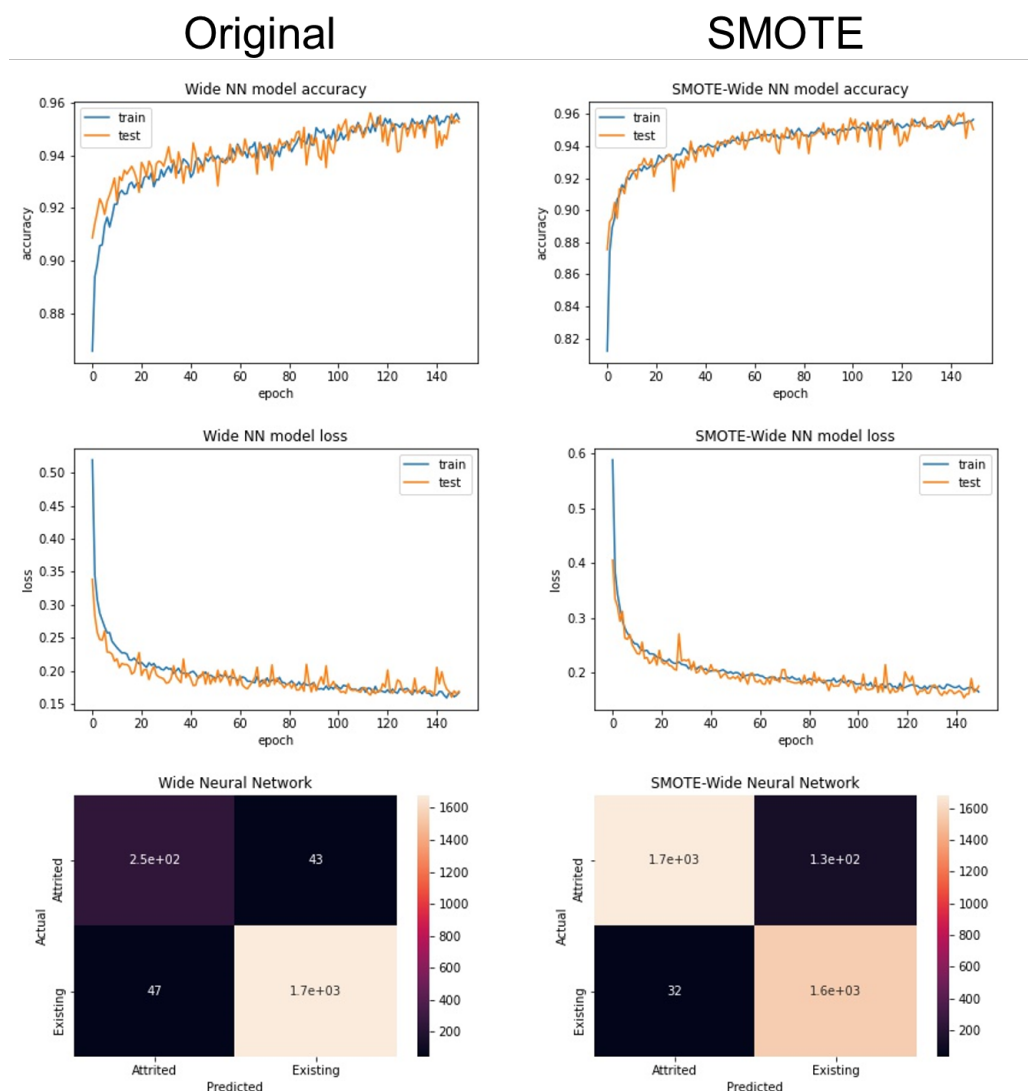 Original
SMOTE
Wide NN model accuracy
0.96
0.94
0.92
0.90
0.88
accuracy
train
test
0 20 40 60 80 100 120 140
epoch
SMOTE-Wide NN model accuracy
0.96
0.94
0.92
0.90
0.88
0.86
0.84
0.82
accuracy
train
test
0 20 40 60 80 100 120 140
epoch
Wide NN model loss
0.50
0.45
0.40
0.35
0.30
0.25
0.20
0.15
loss
train
test
0 20 40 60 80 100 120 140
epoch
SMOTE-Wide NN model loss
0.6
0.5
0.4
0.3
0.2
loss
train
test
0 20 40 60 80 100 120 140
epoch
Wide Neural Network
Actual
Attrited
Existing
2.5e+02 43
47 1.7e+03
Attrited Existing
Predicted
1600
1400
1200
1000
800
600
400
200
SMOTE-Wide Neural Network
Actual
Attrited
Existing
1.7e+03 1.3e+02
32 1.6e+03
Attrited Existing
Predicted
1600
1400
1200
1000
800
600
400
200